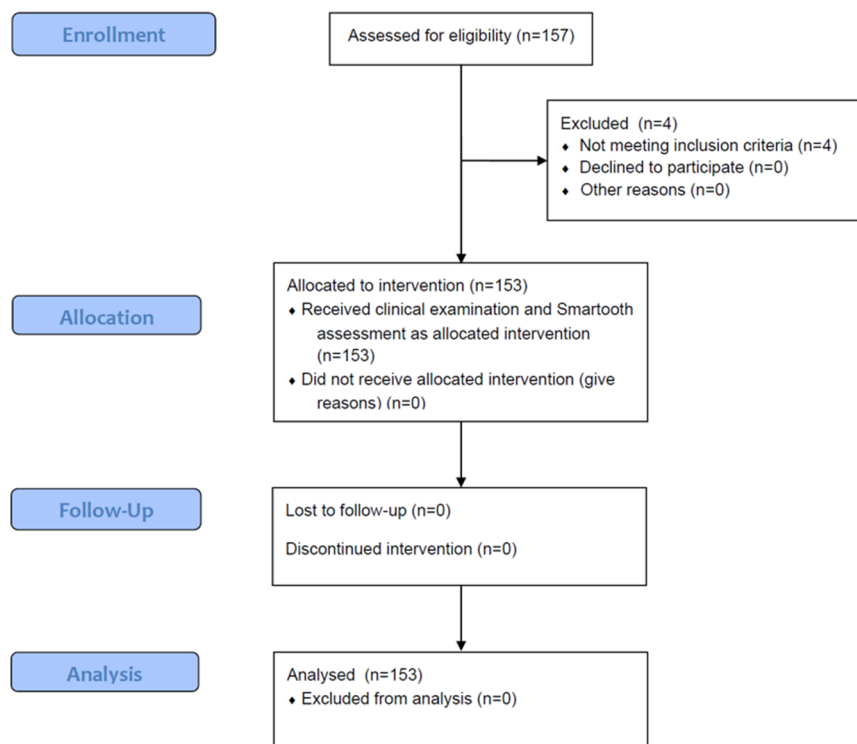 Enrollment
Assessed for eligibility (n=157)
Excluded (n=4)
♦ Not meeting inclusion criteria (n=4)
♦ Declined to participate (n=0)
♦ Other reasons (n=0)
Allocation
Allocated to intervention (n=153)
♦ Received clinical examination and Smartooth
assessment as allocated intervention
(n=153)
♦ Did not receive allocated intervention (give
reasons) (n=0)
Follow-Up
Lost to follow-up (n=0)
Discontinued intervention (n=0)
Analysis
Analysed (n=153)
♦ Excluded from analysis (n=0)